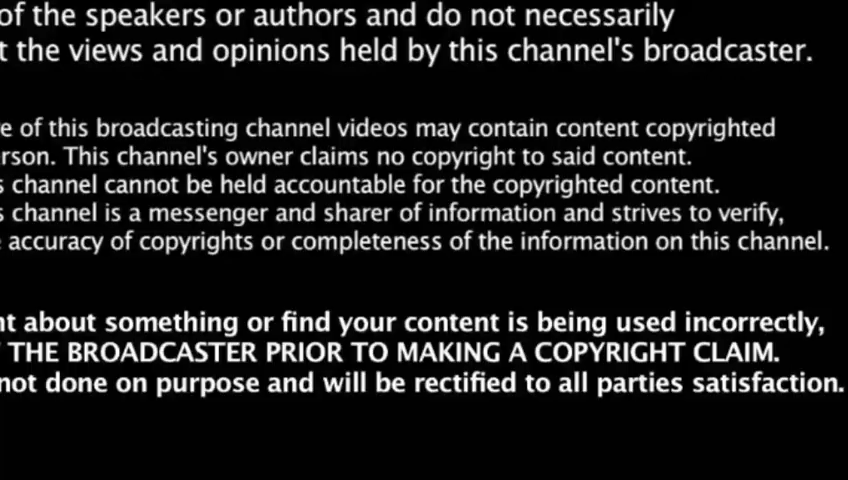 of the speakers or authors and do not necessarily
t the views and opinions held by this channel's broadcaster.
e of this broadcasting channel videos may contain content copyrighted
erson. This channel's owner claims no copyright to said content.
s channel cannot be held accountable for the copyrighted content.
s channel is a messenger and sharer of information and strives to verify,
e accuracy of copyrights or completeness of the information on this channel.
nt about something or find your content is being used incorrectly,
THE BROADCASTER PRIOR TO MAKING A COPYRIGHT CLAIM.
not done on purpose and will be rectified to all parties satisfaction.